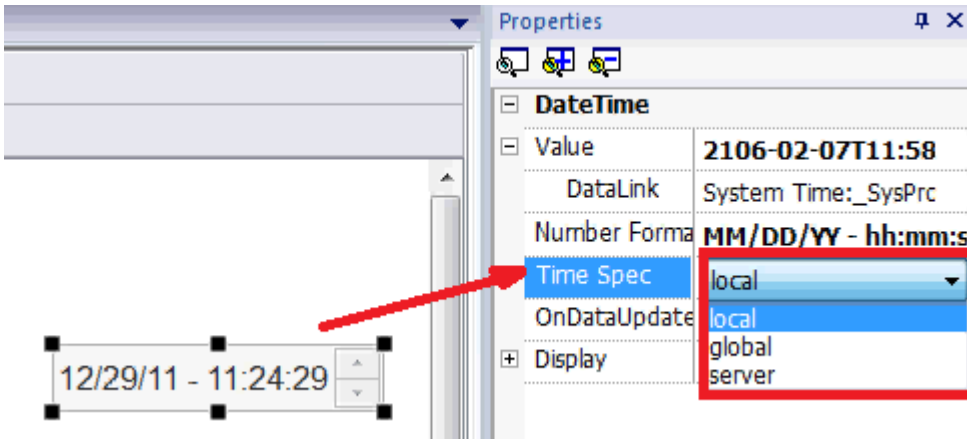 Properties
DateTime
Value 2106-02-07T11:58
DataLink System Time:_SysPrc
Number Forma MM/DD/YY - hh:mm:s
Time Spec local
OnDataUpdate local
global
Display server
12/29/11 - 11:24:29